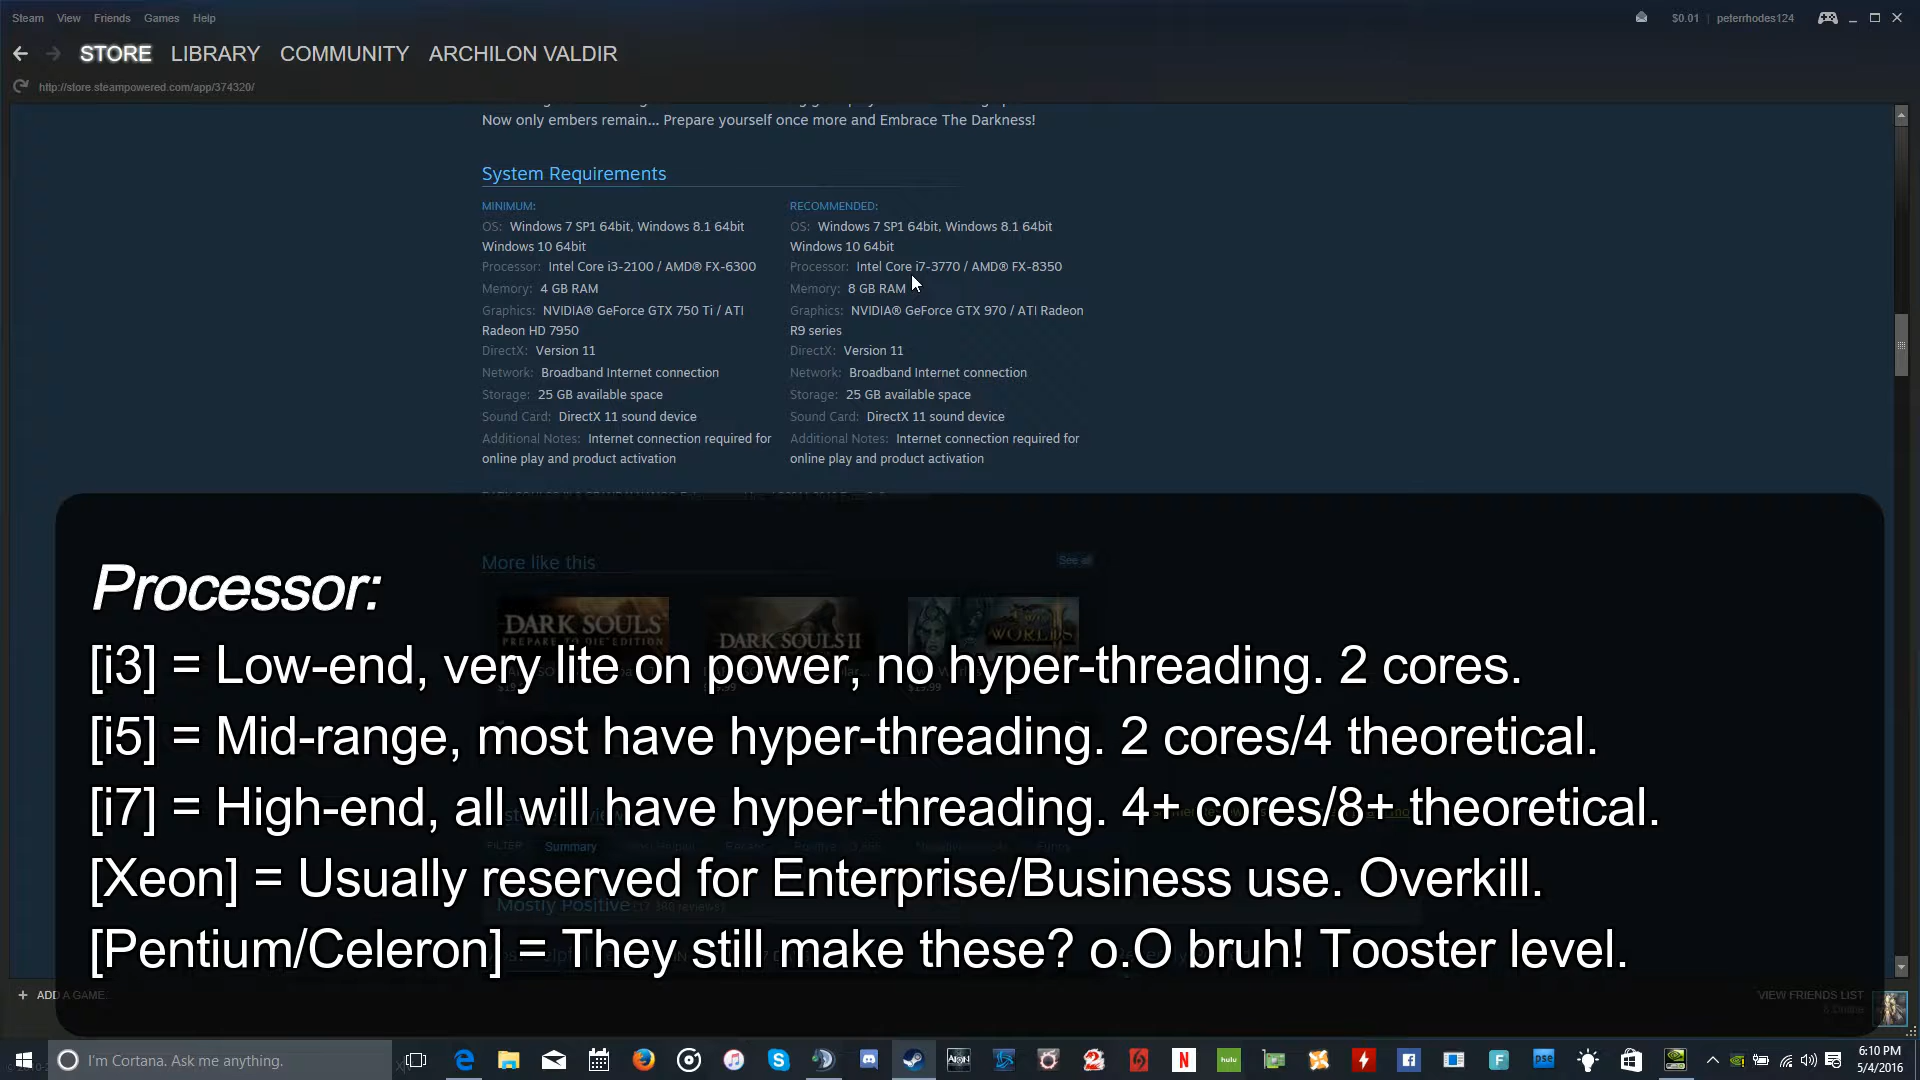 Steam View Friends Games Help
$0.01 | peterrhodes124
STORE LIBRARY COMMUNITY ARCHILON VALDIR
http://store.steampowered.com/app/374320/
Now only embers remain... Prepare yourself once more and Embrace The Darkness!
System Requirements
MINIMUM:
OS: Windows 7 SP1 64bit, Windows 8.1 64bit
Windows 10 64bit
Processor: Intel Core i3-2100 / AMD® FX-6300
Memory: 4 GB RAM
Graphics: NVIDIA® GeForce GTX 750 Ti / ATI
Radeon HD 7950
DirectX: Version 11
Network: Broadband Internet connection
Storage: 25 GB available space
Sound Card: DirectX 11 sound device
Additional Notes: Internet connection required for
online play and product activation
RECOMMENDED:
OS: Windows 7 SP1 64bit, Windows 8.1 64bit
Windows 10 64bit
Processor: Intel Core i7-3770 / AMD® FX-8350
Memory: 8 GB RAM
Graphics: NVIDIA® GeForce GTX 970 / ATI Radeon
R9 series
DirectX: Version 11
Network: Broadband Internet connection
Storage: 25 GB available space
Sound Card: DirectX 11 sound device
Additional Notes: Internet connection required for
online play and product activation
More like this
See all
DARK SOULS
PREPARE TO DIE EDITION
DARK SOULS II
WORLDS
Processor:
[i3] = Low-end, very lite on power, no hyper-threading. 2 cores.
[i5] = Mid-range, most have hyper-threading. 2 cores/4 theoretical.
[i7] = High-end, all will have hyper-threading. 4+ cores/8+ theoretical.
FILTER Summary
[Xeon] = Usually reserved for Enterprise/Business use. Overkill.
Mostly Positive
[Pentium/Celeron] = They still make these? o.O bruh! Tooster level.
+ ADD A GAME
VIEW FRIENDS LIST
I'm Cortana. Ask me anything.
AION
N
hulu
F
pse
6:10 PM
5/4/2016